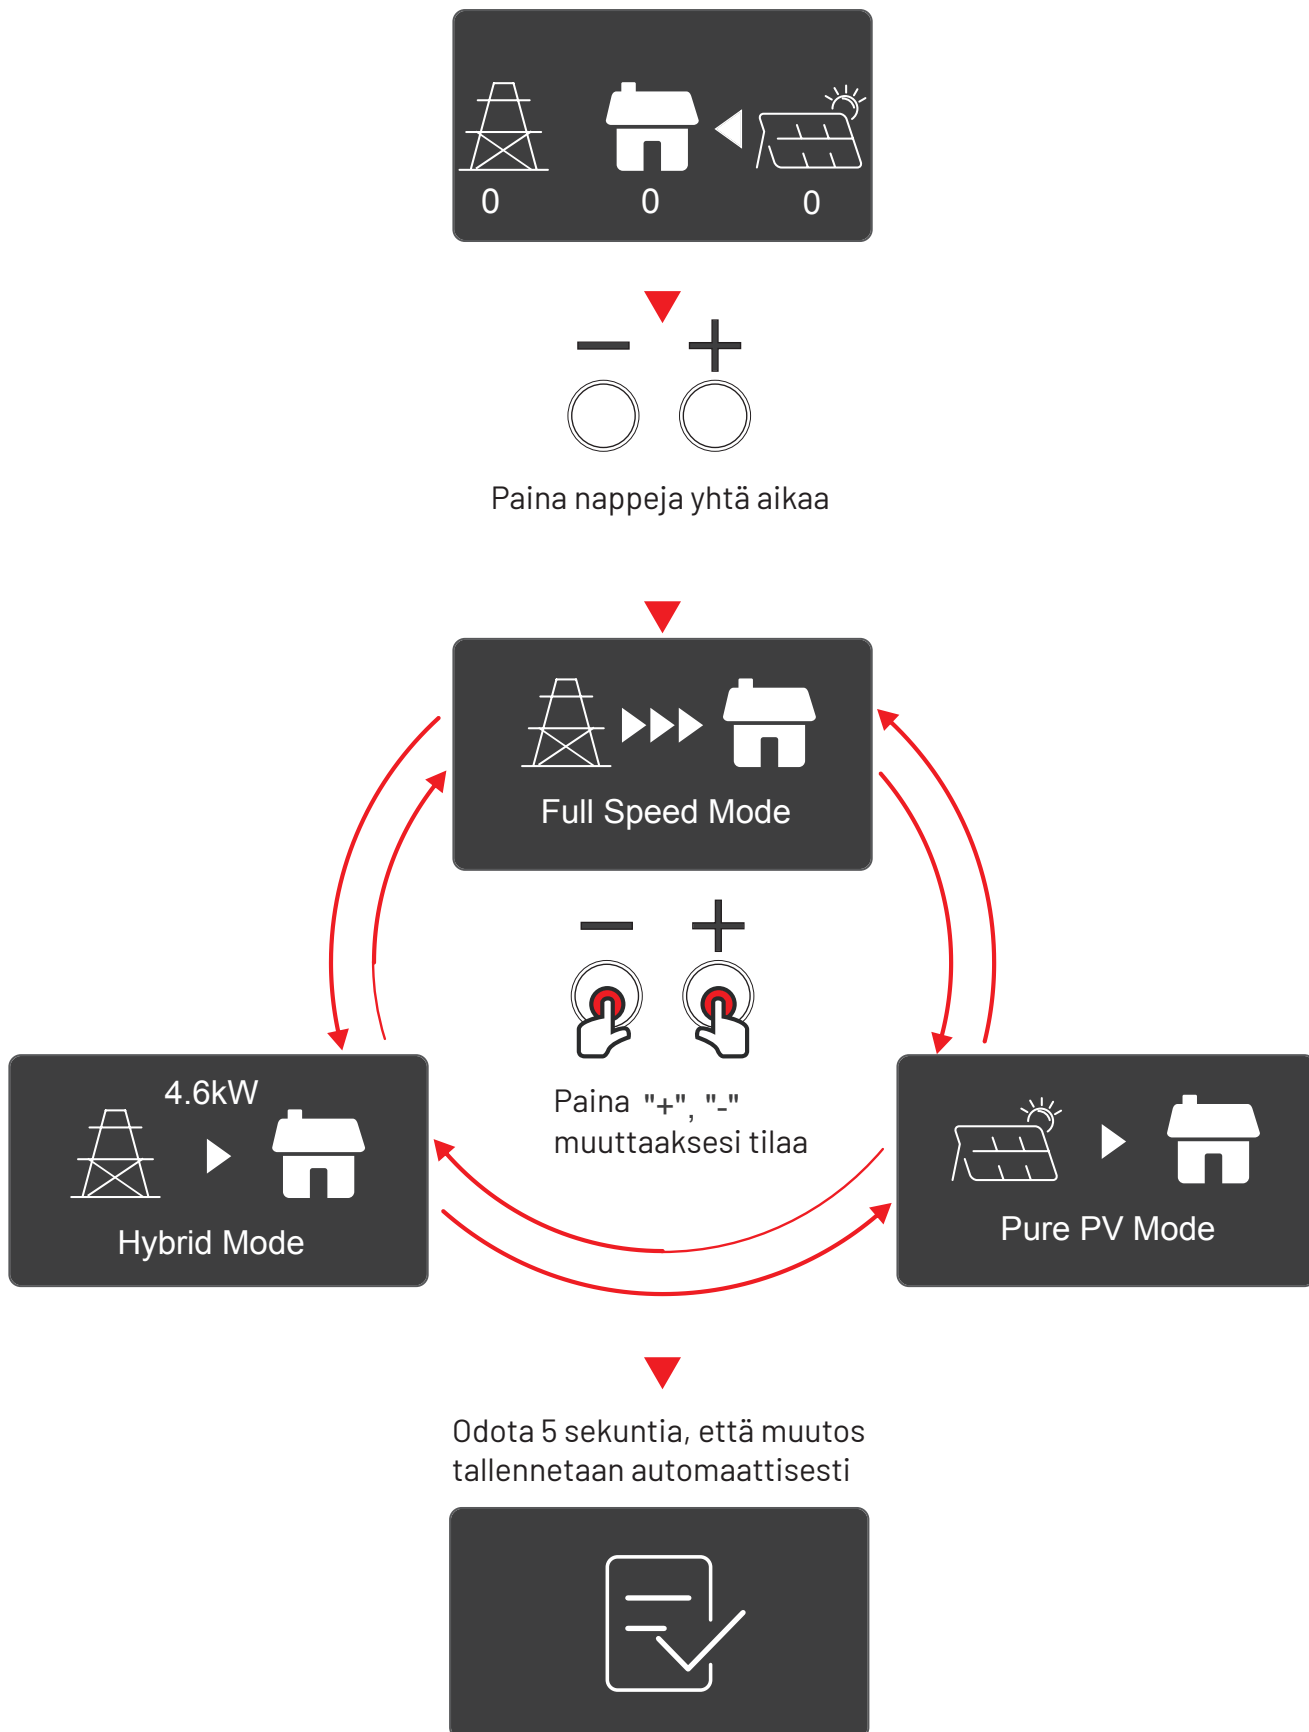 0 0 0
Paina nappeja yhtä aikaa
Full Speed Mode
Paina "+", "-"
muuttaaksesi tilaa
4.6kW
Hybrid Mode
Pure PV Mode
Odota 5 sekuntia, että muutos
tallennetaan automaattisesti